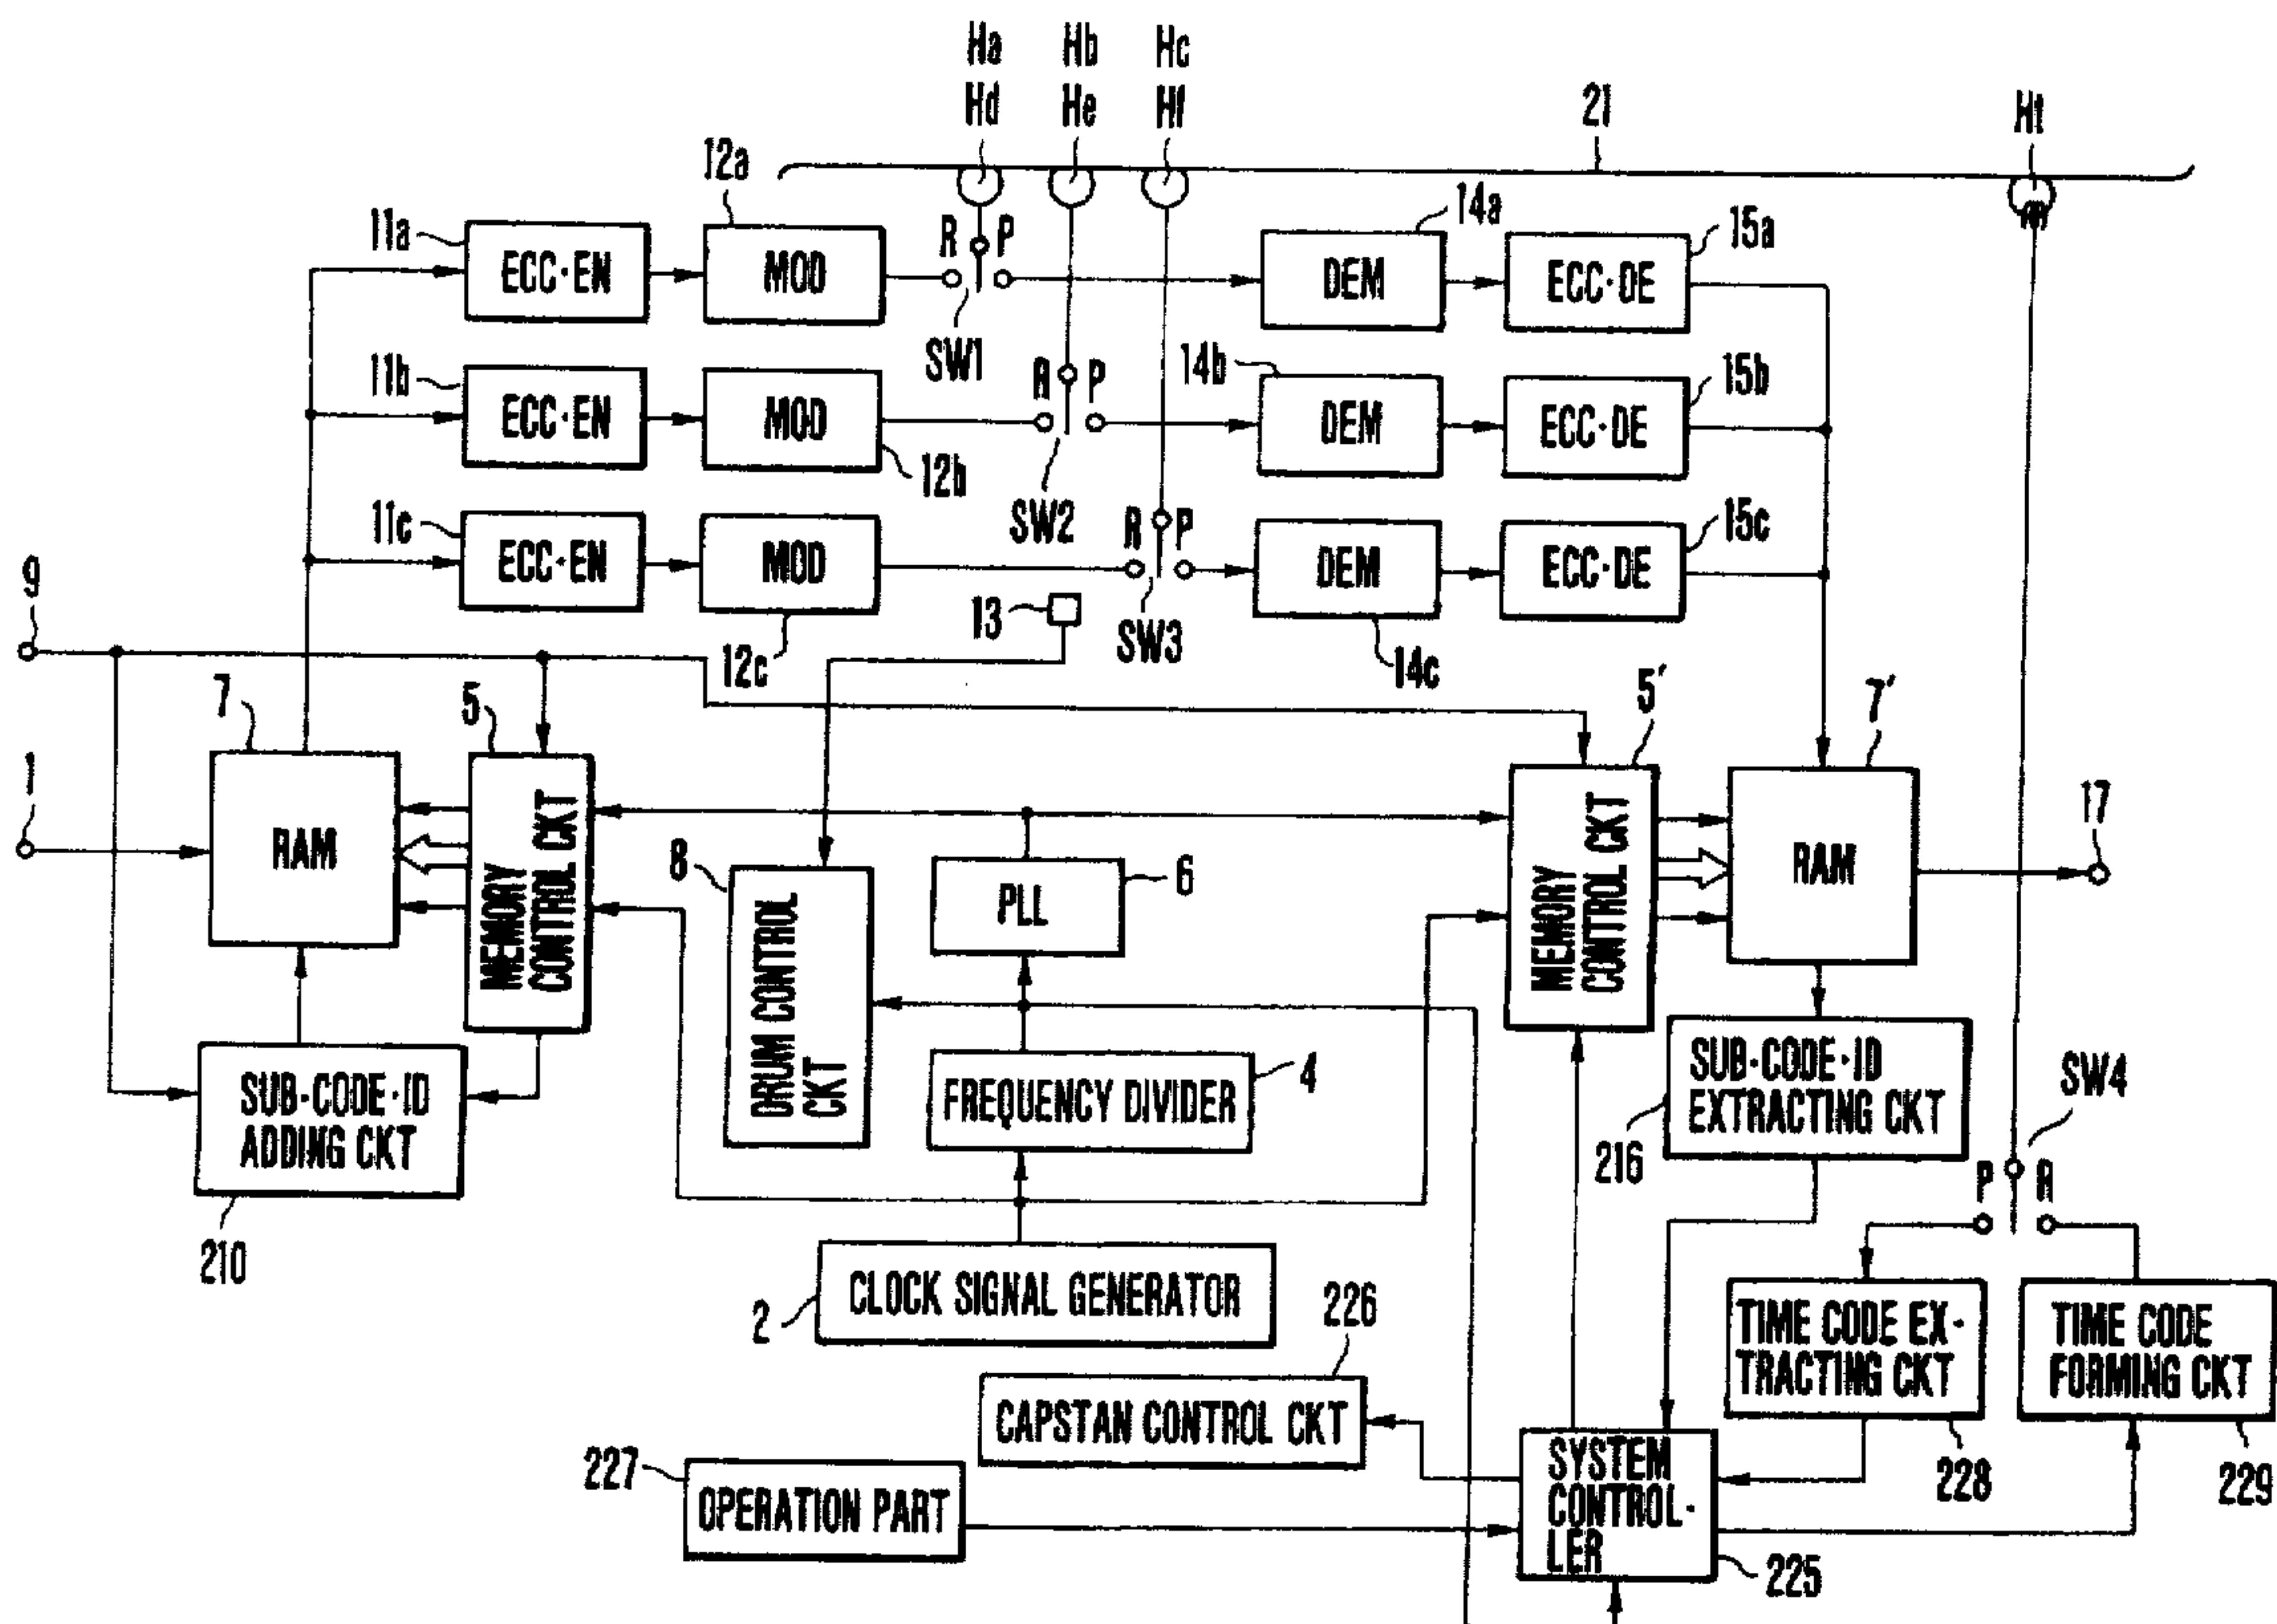 Ha Hb Hc
Hd He Hf 21 Ht
12a
11a ECC·EN MOD R P SW1 DEM 14a ECC·DE 15a
11b ECC·EN MOD 12b R P SW2 14b DEM ECC·DE 15b
11c ECC·EN MOD 12c R P SW3 DEM 14c ECC·DE 15c
9
13
7 5 5' 7'
1
RAM
MEMORY
CONTROL CKT
8
DRUM CONTROL
CKT
PLL 6
MEMORY
CONTROL CKT
RAM
17
SUB-CODE-ID
ADDING CKT
210
FREQUENCY DIVIDER 4
SUB-CODE-ID
EXTRACTING CKT
216
SW4
P R
2 CLOCK SIGNAL GENERATOR
226
CAPSTAN CONTROL CKT
TIME CODE EX-
TRACTING CKT
228
TIME CODE
FORMING CKT
229
227
OPERATION PART
SYSTEM
CONTROL-
LER
225